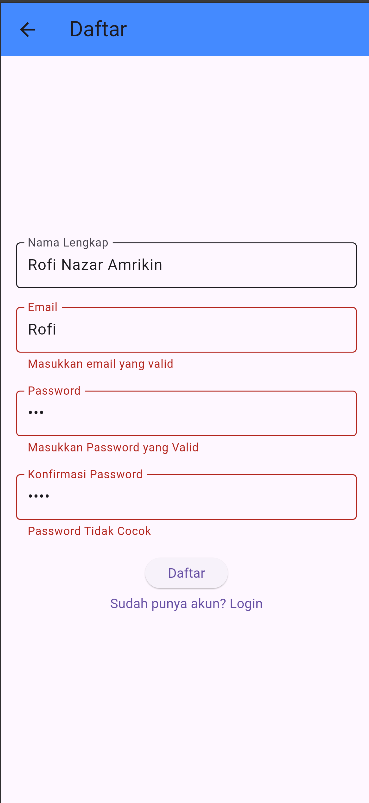 Daftar
Nama Lengkap
Rofi Nazar Amrikin
Email
Rofi
Masukkan email yang valid
Password
•••
Masukkan Password yang Valid
Konfirmasi Password
••••
Password Tidak Cocok
Daftar
Sudah punya akun? Login